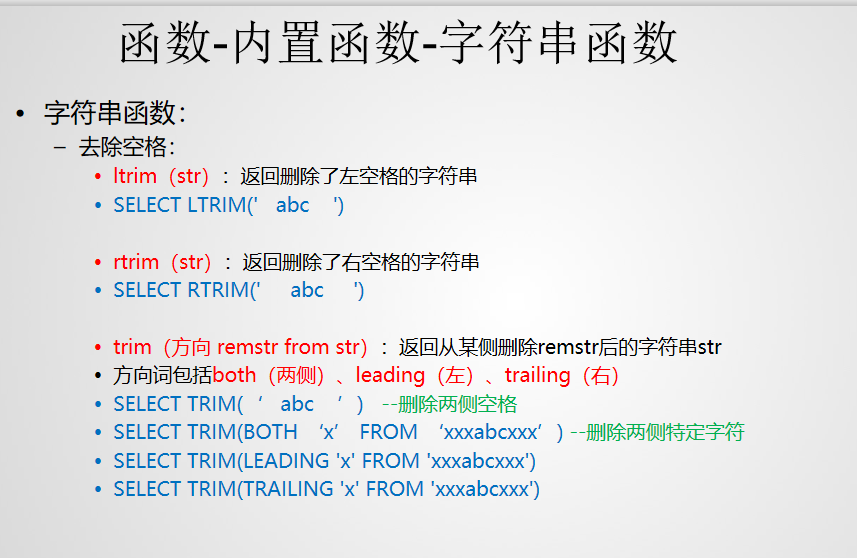 函数-内置函数-字符串函数
• 字符串函数：
– 去除空格：
• ltrim（str）：返回删除了左空格的字符串
• SELECT LTRIM('   abc    ')
• rtrim（str）：返回删除了右空格的字符串
• SELECT RTRIM('     abc     ')
• trim（方向 remstr from str）：返回从某侧删除remstr后的字符串str
• 方向词包括both（两侧）、leading（左）、trailing（右）
• SELECT TRIM( ‘ abc   ’ )   --删除两侧空格
• SELECT TRIM(BOTH ‘x’ FROM ‘xxxabcxxx’) --删除两侧特定字符
• SELECT TRIM(LEADING 'x' FROM 'xxxabcxxx')
• SELECT TRIM(TRAILING 'x' FROM 'xxxabcxxx')